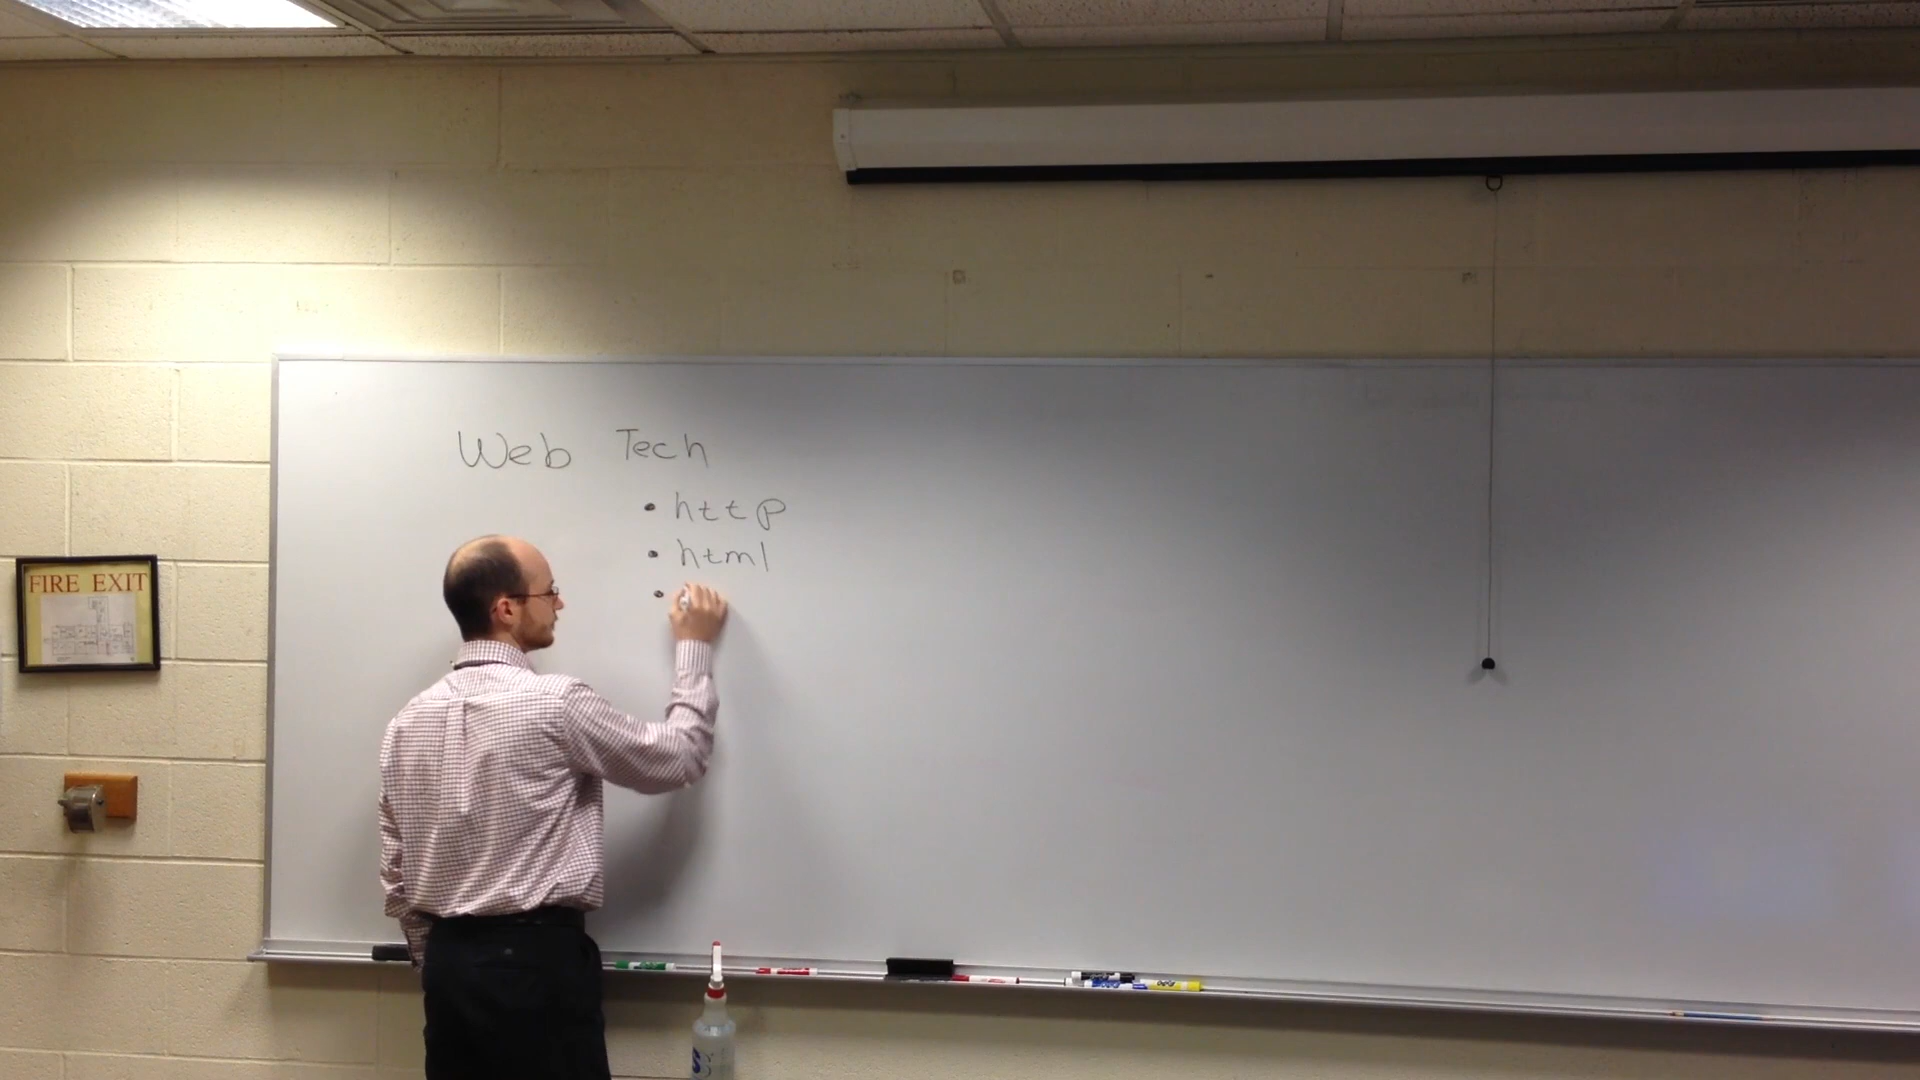 Web Tech
• http
• html
•
FIRE EXIT